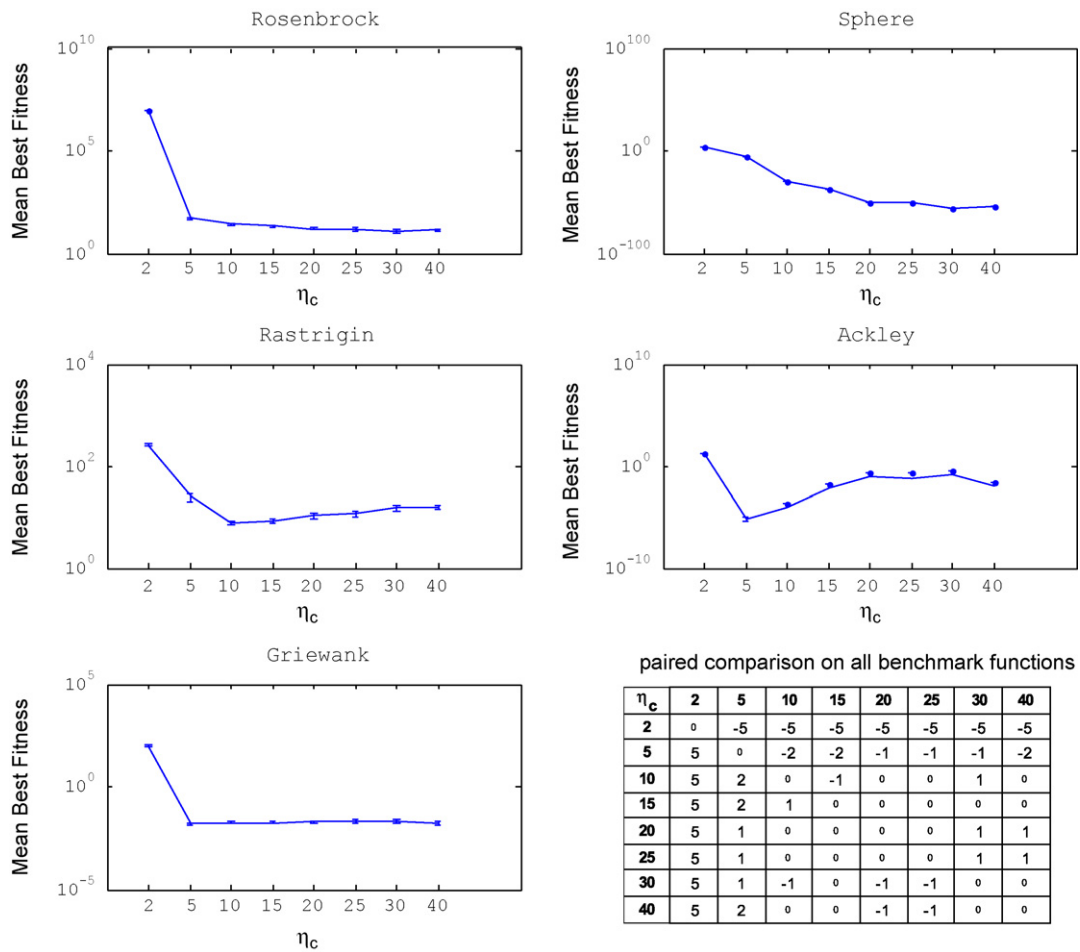 Rosenbrock
Mean Best Fitness
10^10
10^5
10^0
2 5 10 15 20 25 30 40
η_c
Sphere
Mean Best Fitness
10^100
10^0
10^-100
2 5 10 15 20 25 30 40
η_c
Rastrigin
Mean Best Fitness
10^4
10^2
10^0
2 5 10 15 20 25 30 40
η_c
Ackley
Mean Best Fitness
10^10
10^0
10^-10
2 5 10 15 20 25 30 40
η_c
Griewank
Mean Best Fitness
10^5
10^0
10^-5
2 5 10 15 20 25 30 40
η_c
paired comparison on all benchmark functions
η_c 2 5 10 15 20 25 30 40
2 0 -5 -5 -5 -5 -5 -5 -5
5 5 0 -2 -2 -1 -1 -1 -2
10 5 2 0 -1 0 0 1 0
15 5 2 1 0 0 0 0 0
20 5 1 0 0 0 0 1 1
25 5 1 0 0 0 0 1 1
30 5 1 -1 0 -1 -1 0 0
40 5 2 0 0 -1 -1 0 0